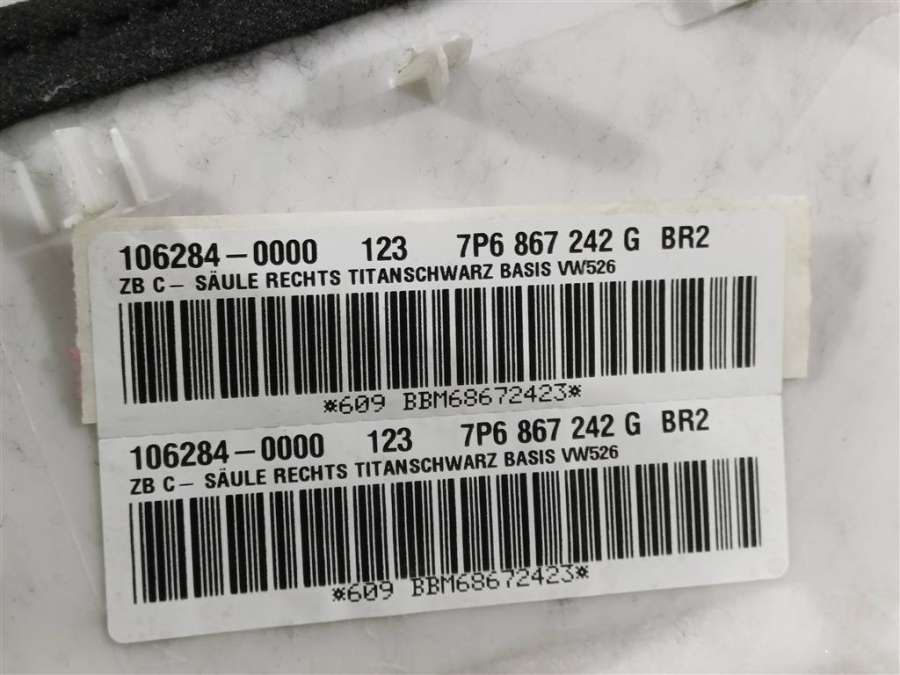 106284-0000 123 7P6 867 242 G BR2
ZB C- SÄULE RECHTS TITANSCHWARZ BASIS VW526
*609 BBM68672423*
106284-0000 123 7P6 867 242 G BR2
ZB C- SÄULE RECHTS TITANSCHWARZ BASIS VW526
*609 BBM68672423*